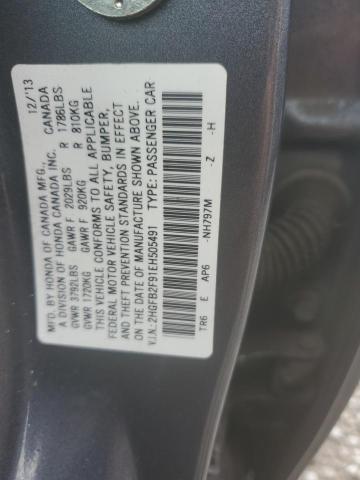 MFD. BY HONDA OF CANADA MFG., 12/'13
A DIVISION OF HONDA CANADA INC. CANADA
GVWR 3792LBS GAWR F 2029LBS R 1786LBS
GVWR 1720KG GAWR F 920KG R 810KG
THIS VEHICLE CONFORMS TO ALL APPLICABLE
FEDERAL MOTOR VEHICLE SAFETY, BUMPER,
AND THEFT PREVENTION STANDARDS IN EFFECT
ON THE DATE OF MANUFACTURE SHOWN ABOVE.
V.I.N.:2HGFB2F91EH505491 TYPE: PASSENGER CAR
TR6 E AP6 -NH797M -Z -H